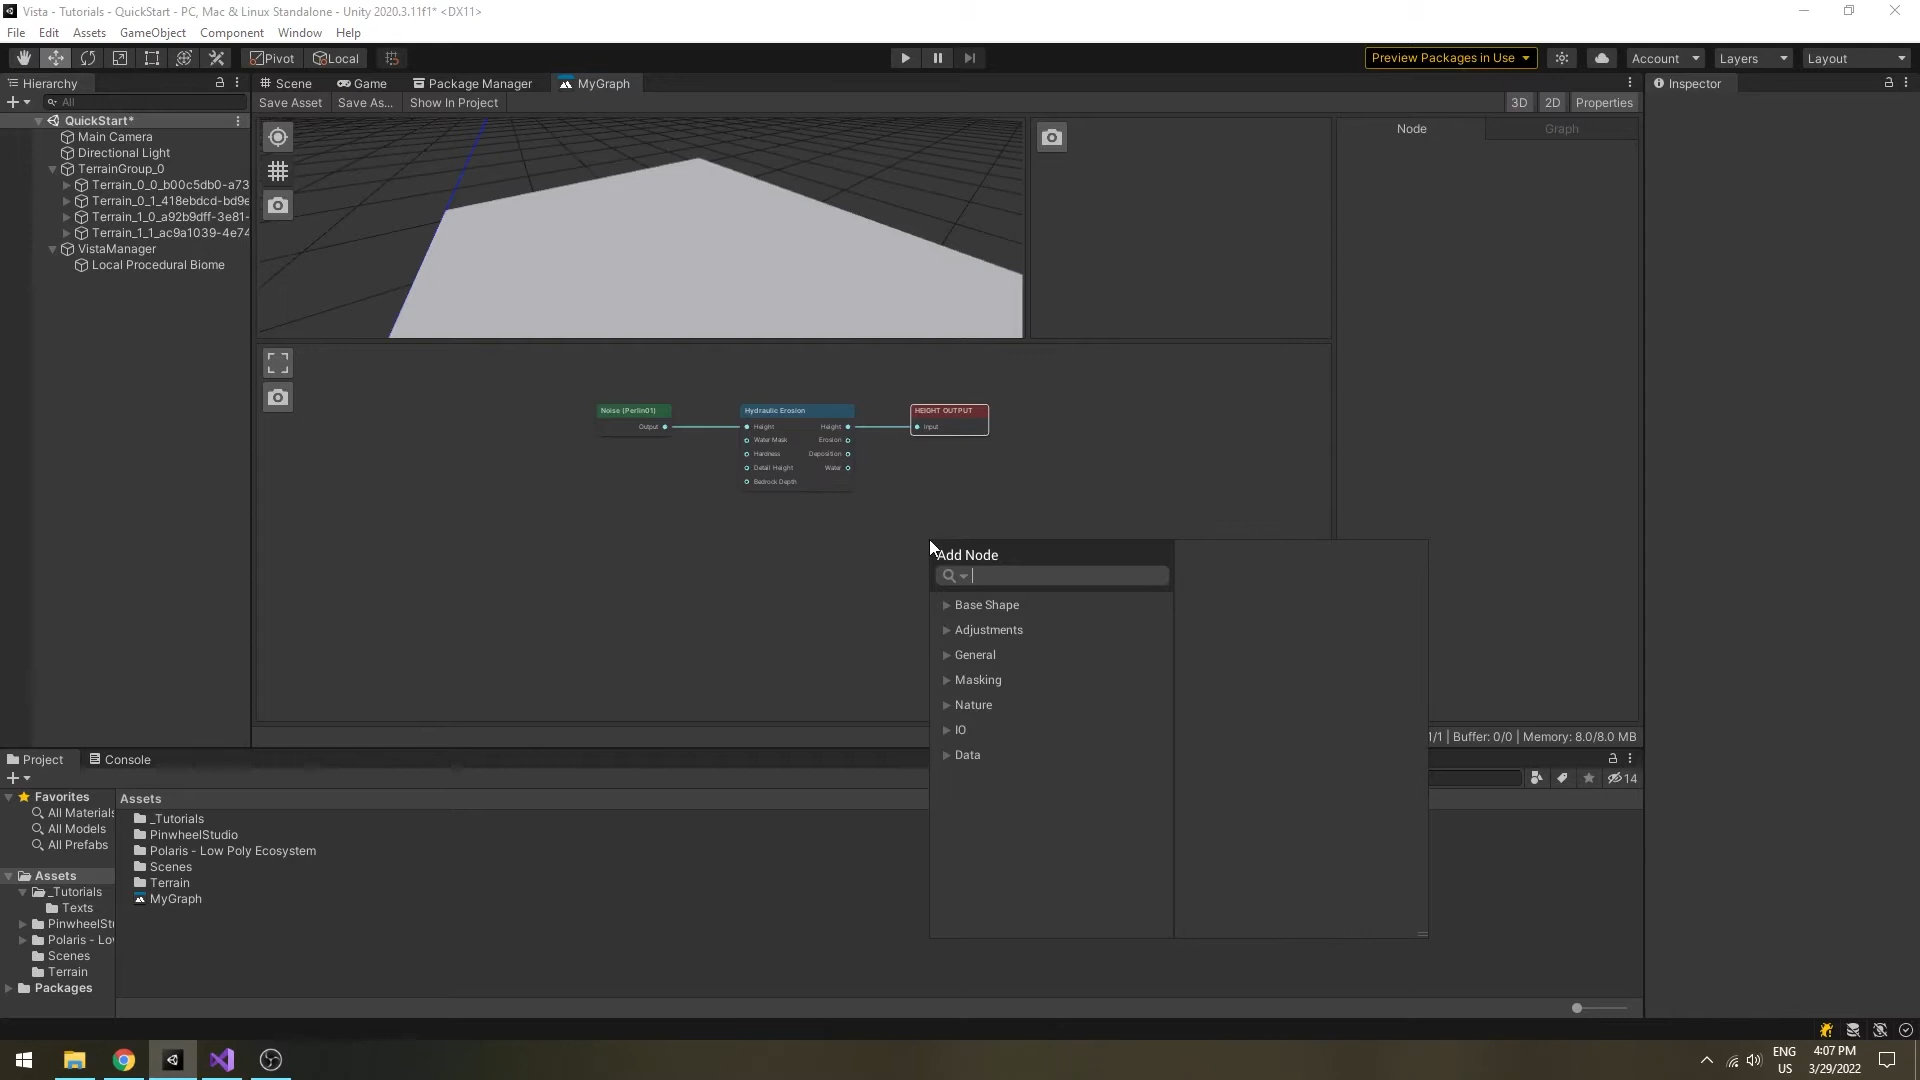 Vista - Tutorials - QuickStart - PC, Mac & Linux Standalone - Unity 2020.3.11f1* <DX11>
File Edit Assets GameObject Component Window Help
Pivot Local Preview Packages in Use Account Layers Layout
Hierarchy
Scene Game Package Manager MyGraph
Inspector
All
Save Asset Save As... Show In Project 3D 2D Properties
QuickStart*
Main Camera
Directional Light
TerrainGroup_0
Terrain_0_0_b00c5db0-a73
Terrain_0_1_418ebdcd-bd9e
Terrain_1_0_a92b9dff-3e81-
Terrain_1_1_ac9a1039-4e74
VistaManager
Local Procedural Biome
Node Graph
Noise (Perlin01)
Output
Hydraulic Erosion
Height Height
Water Mask Erosion
Hardness Deposition
Detail Height Water
Bedrock Depth
HEIGHT OUTPUT
Input
Add Node
Base Shape
Adjustments
General
Masking
Nature
IO
Data
1/1 | Buffer: 0/0 | Memory: 8.0/8.0 MB
Project Console
14
Favorites
All Materials
All Models
All Prefabs
Assets
_Tutorials
Texts
PinwheelStu
Polaris - Lov
Scenes
Terrain
Packages
Assets
_Tutorials
PinwheelStudio
Polaris - Low Poly Ecosystem
Scenes
Terrain
MyGraph
ENG
US
4:07 PM
3/29/2022